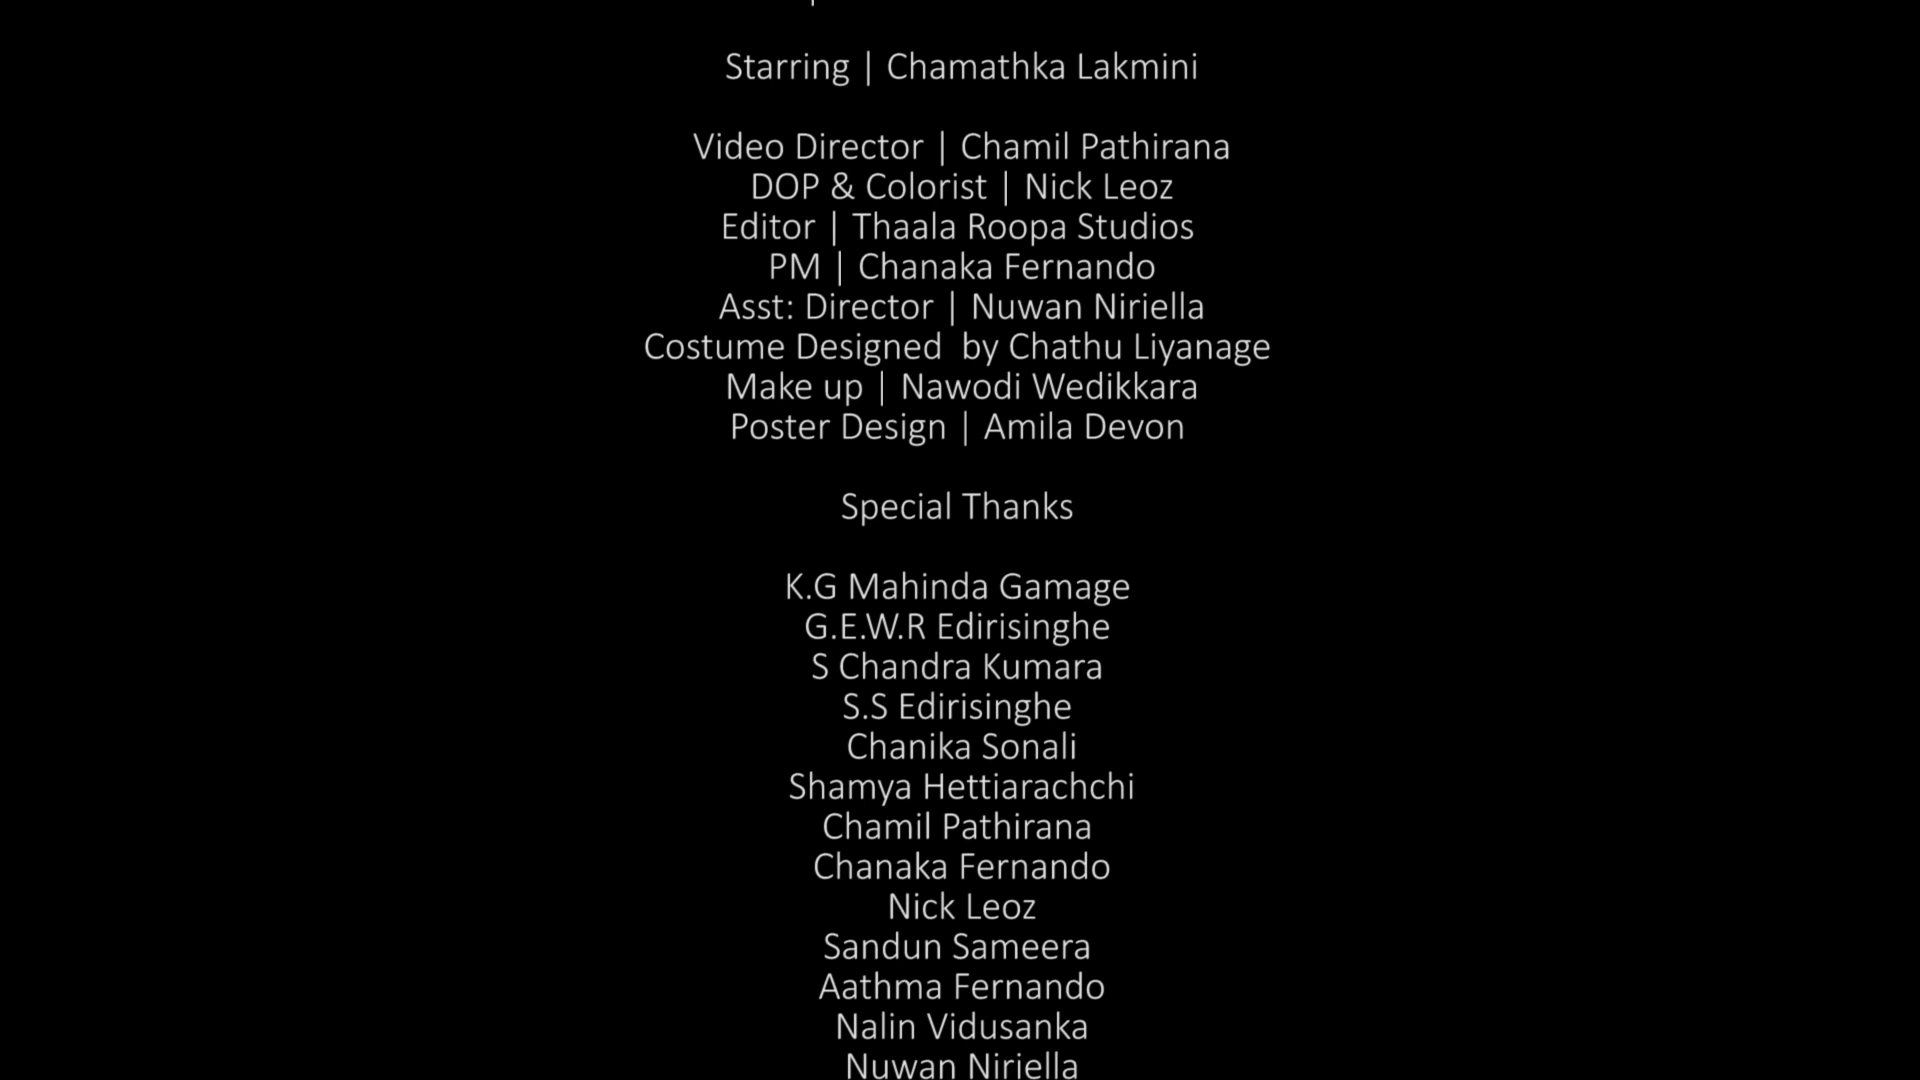 Starring | Chamathka Lakmini
Video Director | Chamil Pathirana
DOP & Colorist | Nick Leoz
Editor | Thaala Roopa Studios
PM | Chanaka Fernando
Asst: Director | Nuwan Niriella
Costume Designed  by Chathu Liyanage
Make up | Nawodi Wedikkara
Poster Design | Amila Devon
Special Thanks
K.G Mahinda Gamage
G.E.W.R Edirisinghe
S Chandra Kumara
S.S Edirisinghe
Chanika Sonali
Shamya Hettiarachchi
Chamil Pathirana
Chanaka Fernando
Nick Leoz
Sandun Sameera
Aathma Fernando
Nalin Vidusanka
Nuwan Niriella